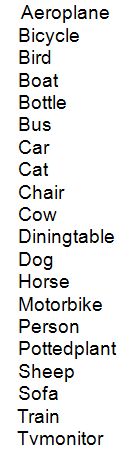 Aeroplane
Bicycle
Bird
Boat
Bottle
Bus
Car
Cat
Chair
Cow
Diningtable
Dog
Horse
Motorbike
Person
Pottedplant
Sheep
Sofa
Train
Tvmonitor